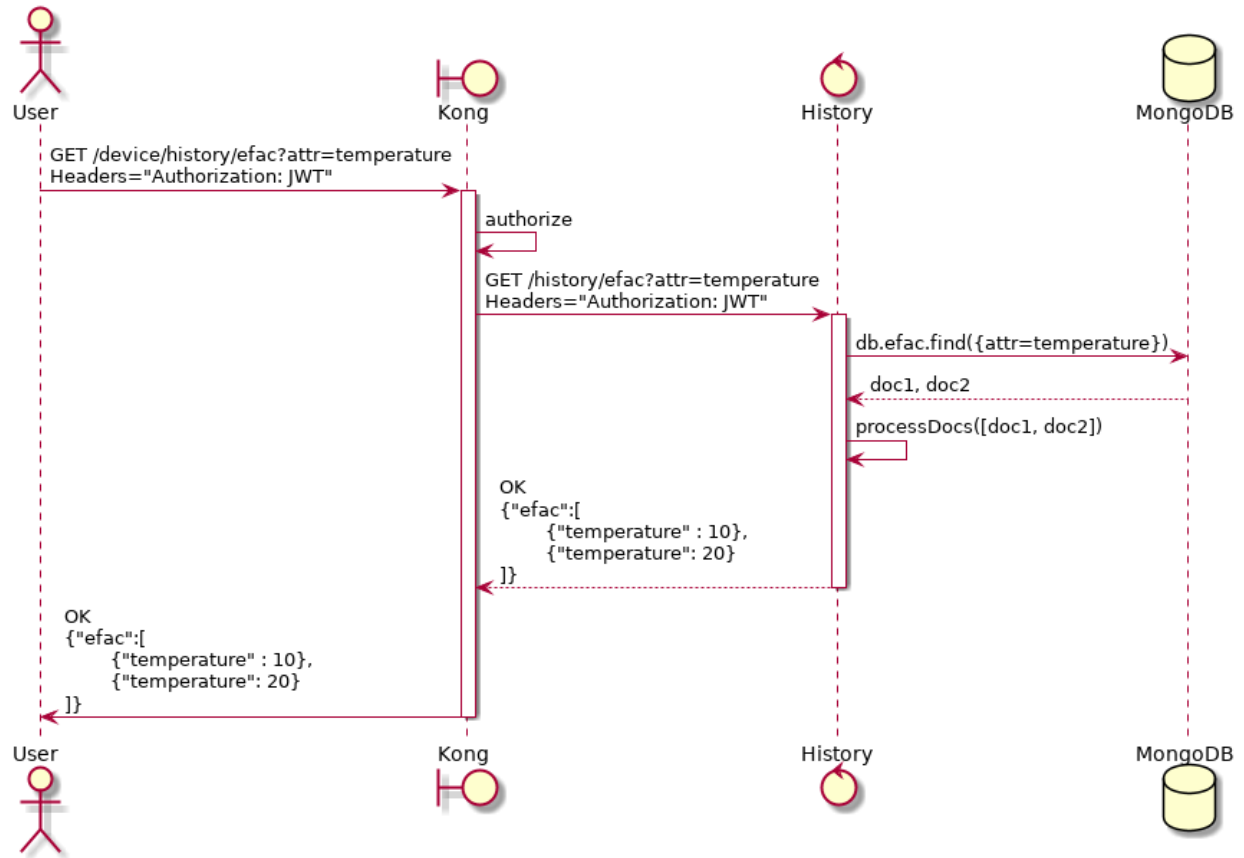 User
Kong
History
MongoDB
GET /device/history/efac?attr=temperature
Headers="Authorization: JWT"
authorize
GET /history/efac?attr=temperature
Headers="Authorization: JWT"
db.efac.find({attr=temperature})
doc1, doc2
processDocs([doc1, doc2])
OK
{"efac":[
{"temperature" : 10},
{"temperature": 20}
]}
OK
{"efac":[
{"temperature" : 10},
{"temperature": 20}
]}
User
Kong
History
MongoDB